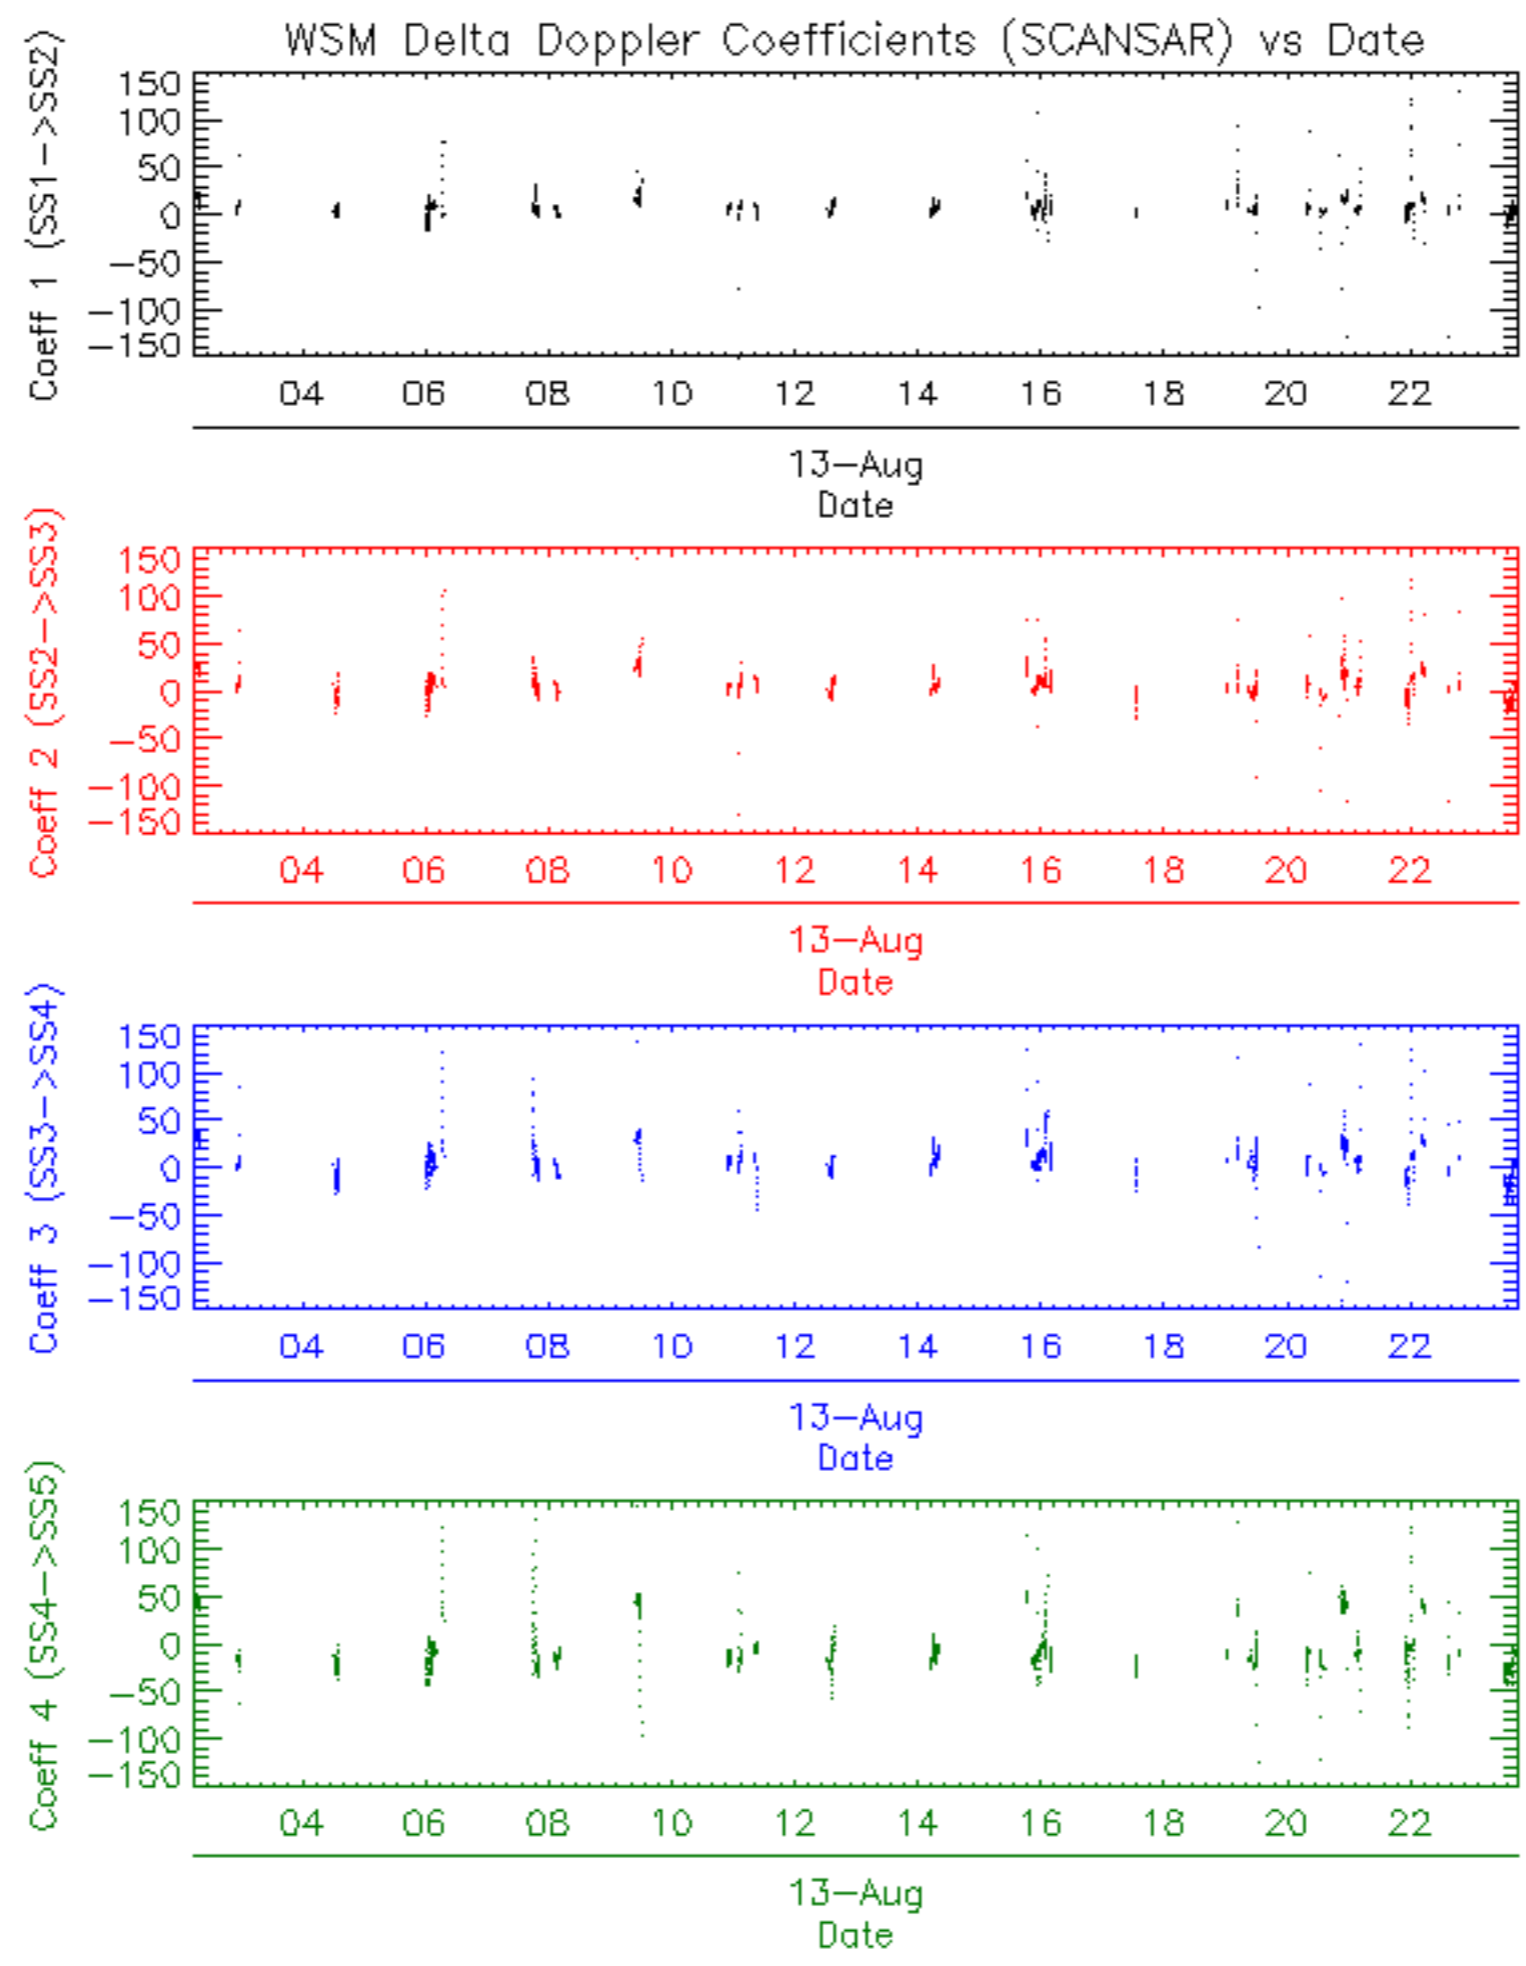 WSM Delta Doppler Coefficients (SCANSAR) vs Date
Coeff 1 (SS1->SS2)
150
100
50
0
-50
-100
-150
04 06 08 10 12 14 16 18 20 22
13-Aug
Date
Coeff 2 (SS2->SS3)
150
100
50
0
-50
-100
-150
04 06 08 10 12 14 16 18 20 22
13-Aug
Date
Coeff 3 (SS3->SS4)
150
100
50
0
-50
-100
-150
04 06 08 10 12 14 16 18 20 22
13-Aug
Date
Coeff 4 (SS4->SS5)
150
100
50
0
-50
-100
-150
04 06 08 10 12 14 16 18 20 22
13-Aug
Date